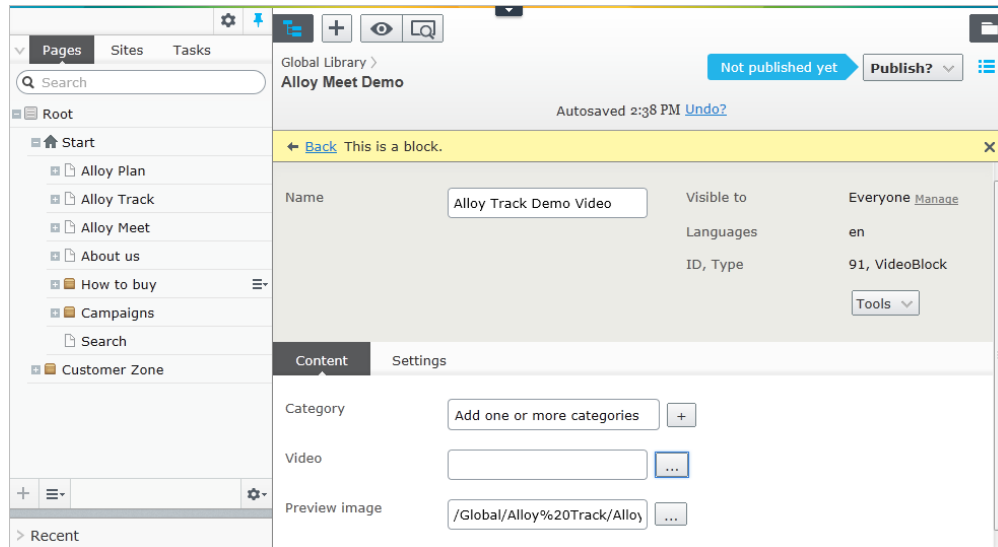 Pages Sites Tasks
Search
Root
Start
Alloy Plan
Alloy Track
Alloy Meet
About us
How to buy
Campaigns
Search
Customer Zone
Recent
Global Library >
Alloy Meet Demo
Not published yet
Publish?
Autosaved 2:38 PM Undo?
Back This is a block.
Name Alloy Track Demo Video
Visible to Everyone Manage
Languages en
ID, Type 91, VideoBlock
Tools
Content Settings
Category Add one or more categories +
Video ...
Preview image /Global/Alloy%20Track/Alloy ...